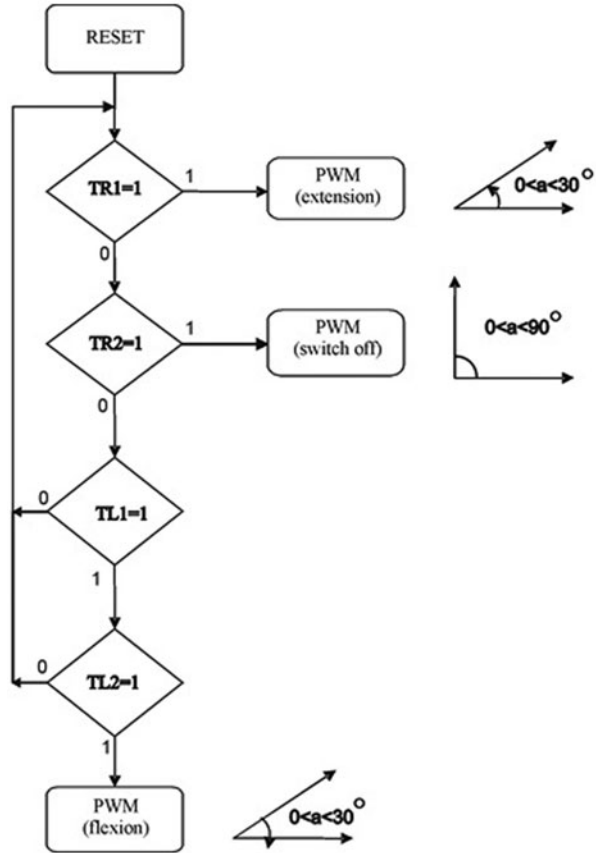 RESET
TR1=1
1
PWM
(extension)
0<a<30°
0
TR2=1
1
PWM
(switch off)
0<a<90°
0
TL1=1
0
1
TL2=1
0
1
PWM
(flexion)
0<a<30°